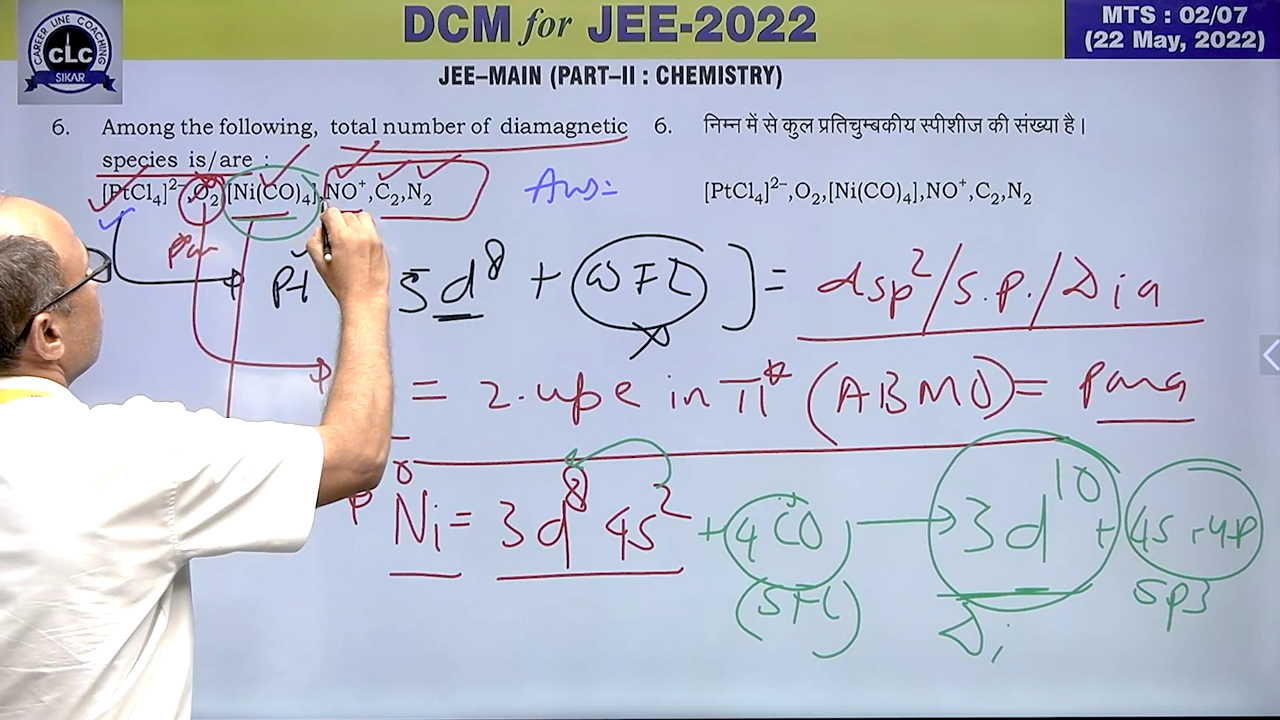 DCM for JEE-2022
MTS : 02/07
(22 May, 2022)
CAREER LINE COACHING
CLC
SIKAR
JEE–MAIN (PART–II : CHEMISTRY)
6. Among the following, total number of diamagnetic
species is/are :
[PtCl₄]²⁻,O₂,[Ni(CO)₄],NO⁺,C₂,N₂
6. निम्न में से कुल प्रतिचुम्बकीय स्पीशीज की संख्या है।
[PtCl₄]²⁻,O₂,[Ni(CO)₄],NO⁺,C₂,N₂
Ans=
Par
Pt 5d⁸ + WFL ] = dsp²/s.p./Dia
= 2.upe in π* (ABMO) = para
Ni = 3d⁸ 4s² + 4CO → 3d¹⁰ + 4s+4p
(SFL)
sp3